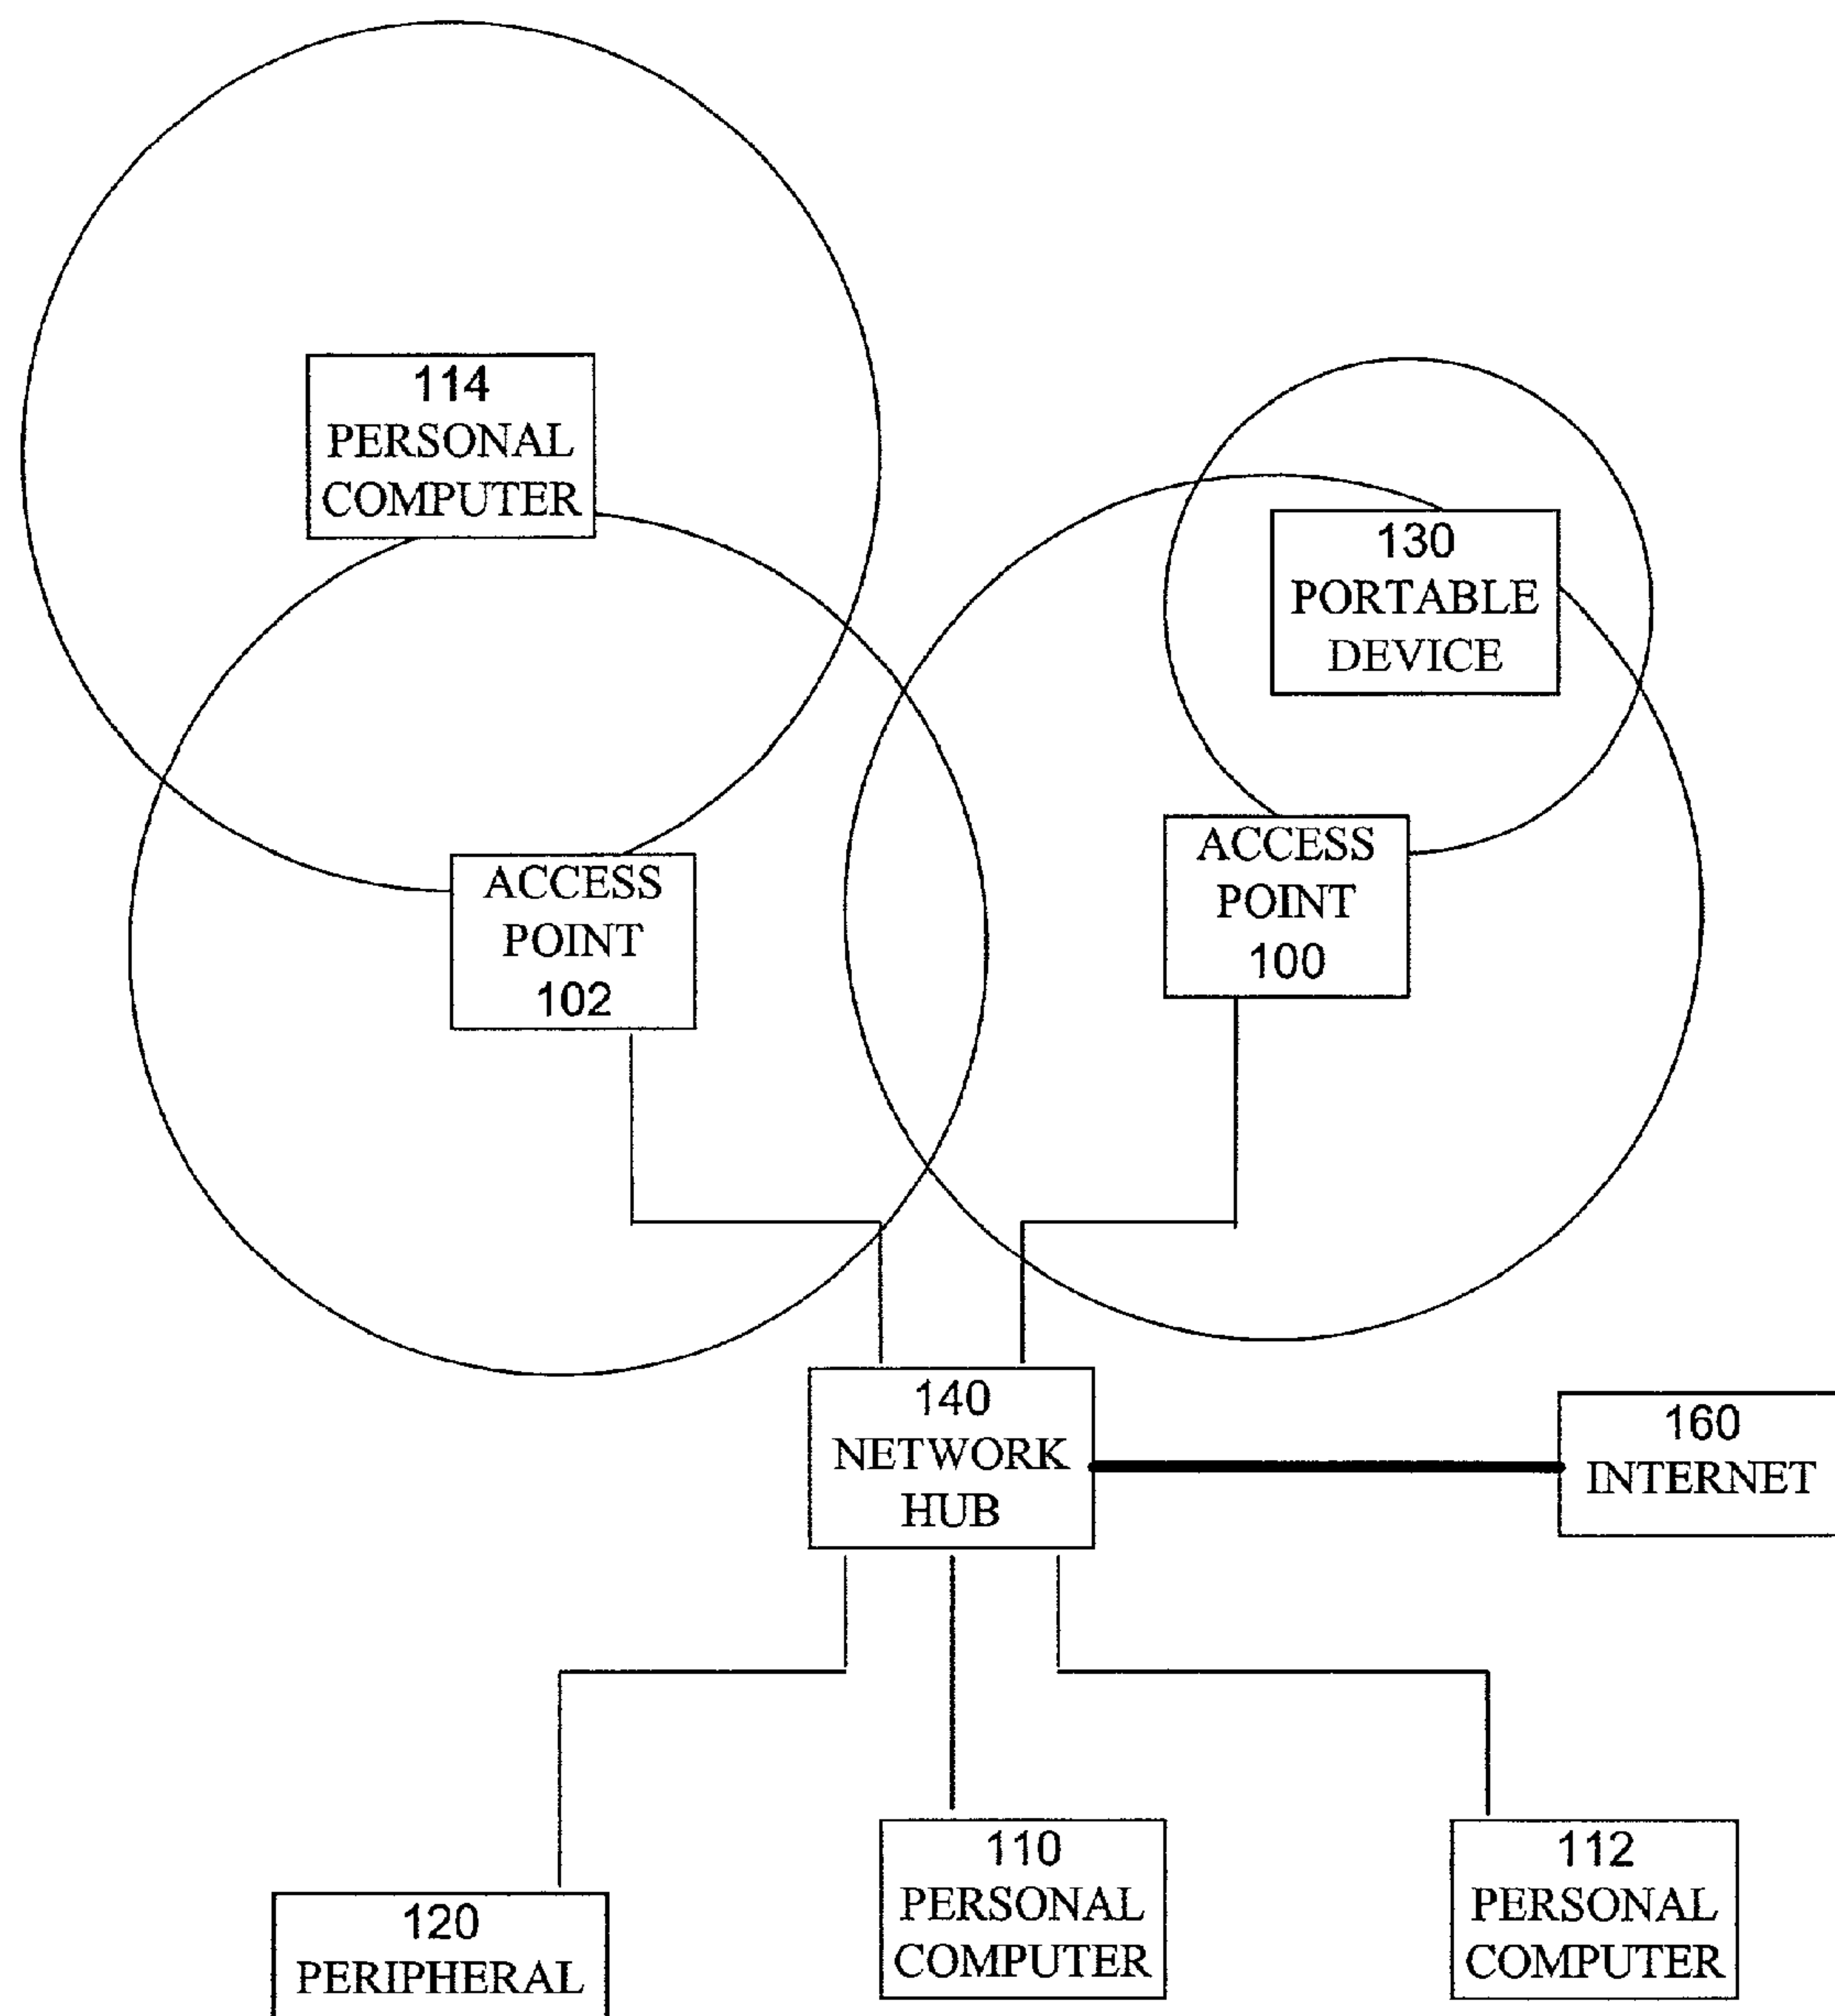 114
PERSONAL
COMPUTER
130
PORTABLE
DEVICE
ACCESS
POINT
102
ACCESS
POINT
100
140
NETWORK
HUB
160
INTERNET
120
PERIPHERAL
110
PERSONAL
COMPUTER
112
PERSONAL
COMPUTER